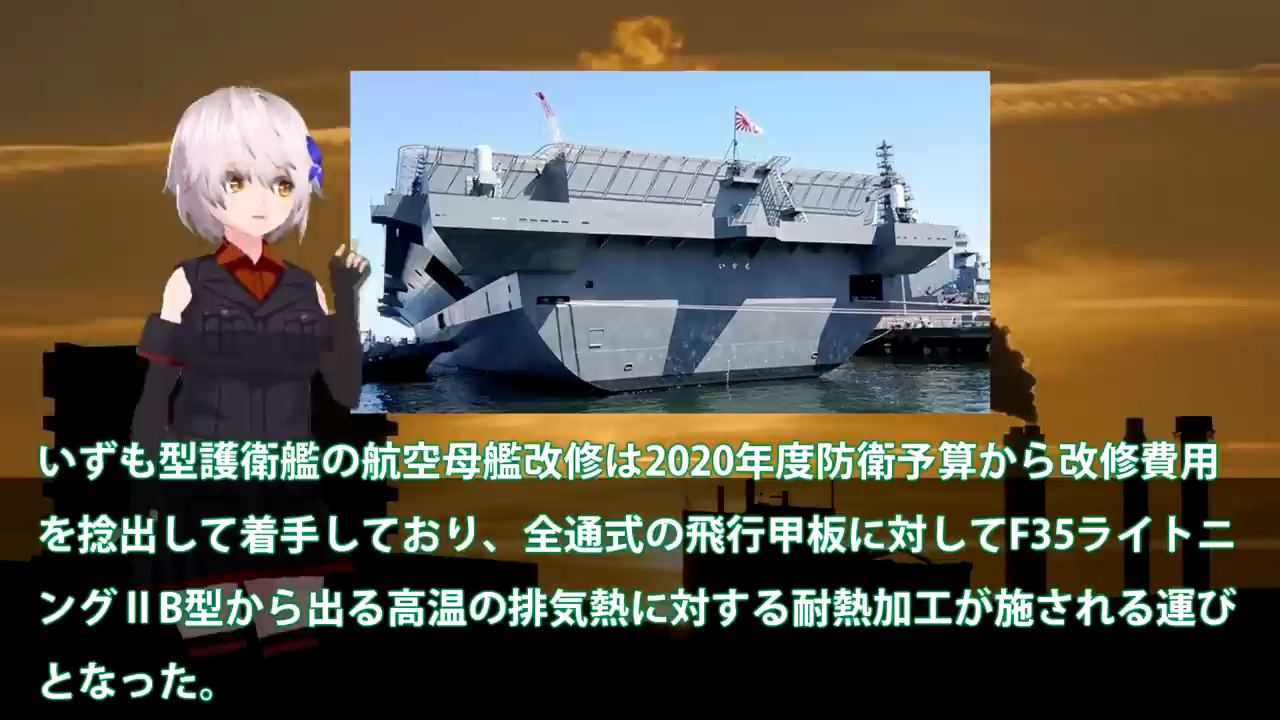 いずも
いずも型護衛艦の航空母艦改修は2020年度防衛予算から改修費用
を捻出して着手しており、全通式の飛行甲板に対してF35ライトニ
ングⅡB型から出る高温の排気熱に対する耐熱加工が施される運び
となった。